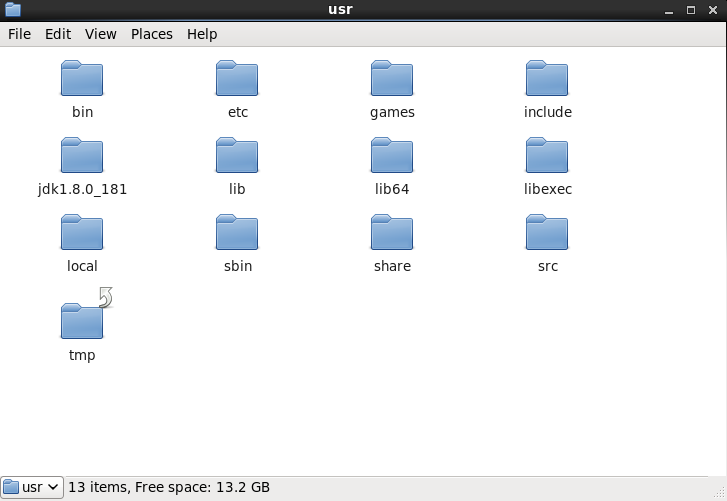 usr
File Edit View Places Help
bin etc games include
jdk1.8.0_181 lib lib64 libexec
local sbin share src
tmp
usr 13 items, Free space: 13.2 GB